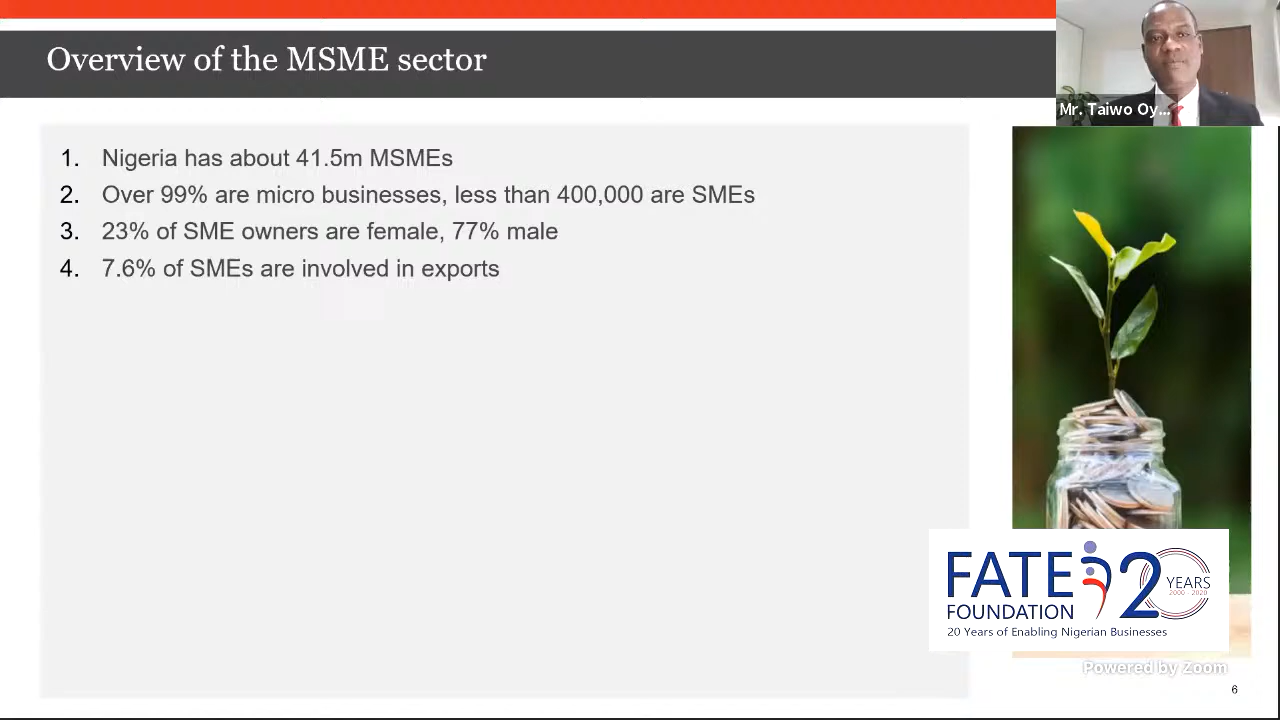 Overview of the MSME sector
Mr. Taiwo Oy...
1. Nigeria has about 41.5m MSMEs
2. Over 99% are micro businesses, less than 400,000 are SMEs
3. 23% of SME owners are female, 77% male
4. 7.6% of SMEs are involved in exports
FATE 20 YEARS
2000 - 2020
FOUNDATION
20 Years of Enabling Nigerian Businesses
Powered by Zoom
6